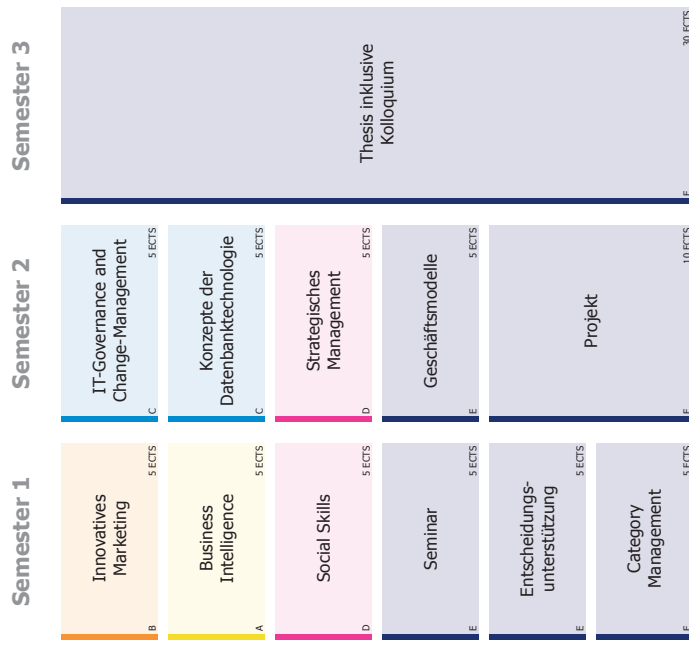 Semester 1
Innovatives
Marketing
5 ECTS
B
Business
Intelligence
5 ECTS
A
Social Skills
5 ECTS
D
Seminar
5 ECTS
E
Entscheidungs-
unterstützung
5 ECTS
E
Category
Management
5 ECTS
E
Semester 2
IT-Governance and
Change-Management
5 ECTS
C
Konzepte der
Datenbanktechnologie
5 ECTS
C
Strategisches
Management
5 ECTS
D
Geschäftsmodelle
5 ECTS
E
Projekt
10 ECTS
E
Semester 3
Thesis inklusive
Kolloquium
30 ECTS
E